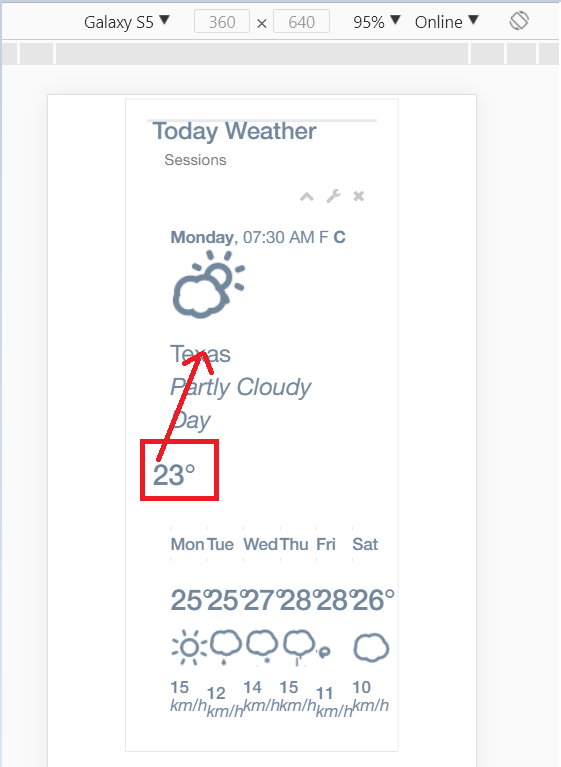 Galaxy S5 ▼ 360 × 640 95% ▼ Online ▼
Today Weather
Sessions
Monday, 07:30 AM F C
Texas
Partly Cloudy
Day
23°
Mon Tue Wed Thu Fri Sat
25° 25° 27° 28° 28° 26°
15 12 14 15 11 10
km/h km/h km/h km/h km/h km/h